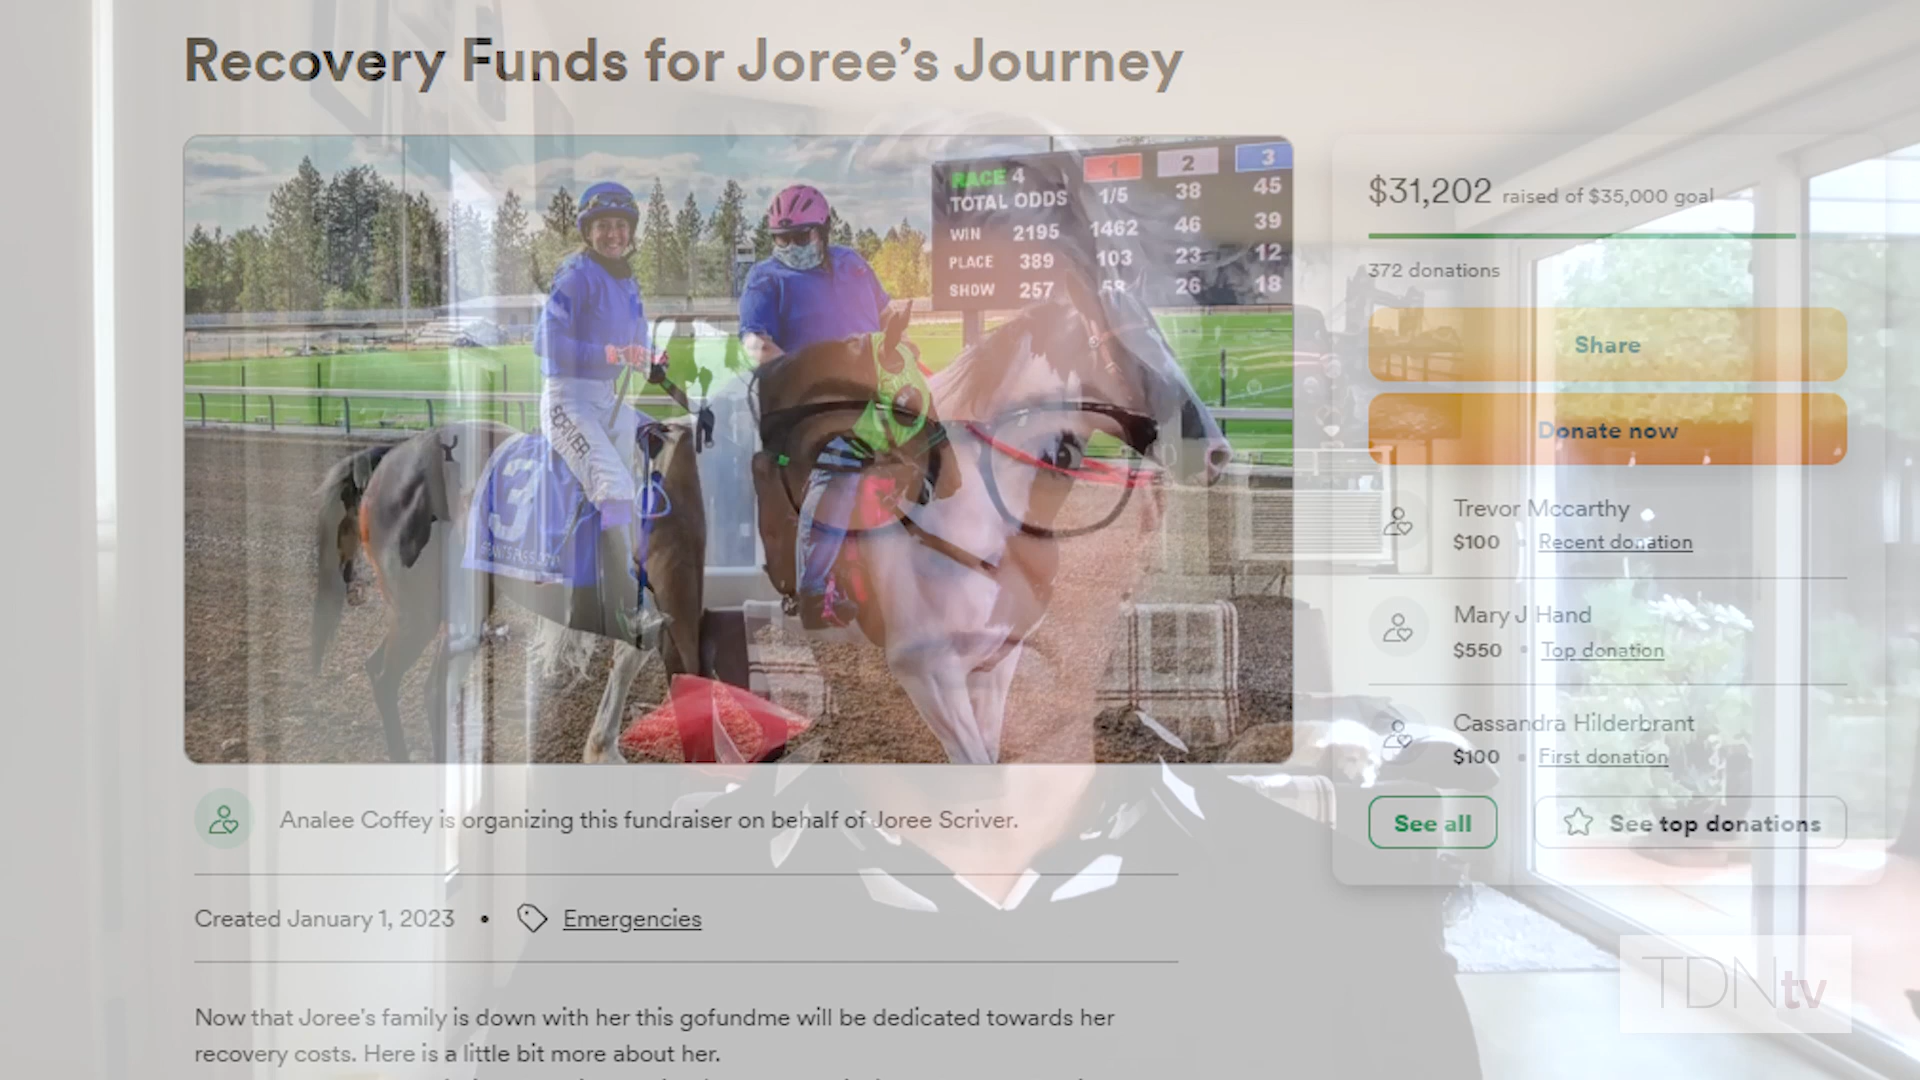 Recovery Funds for Joree's Journey
RACE 4
TOTAL ODDS
1 2 3
1/5 38 45
WIN 2195 1462 46 39
PLACE 389 103 23 12
SHOW 257 58 26 18
SCRIVER
3
$31,202 raised of $35,000 goal
372 donations
Share
Donate now
Trevor Mccarthy
$100 • Recent donation
Mary J Hand
$550 • Top donation
Cassandra Hilderbrant
$100 • First donation
See all
See top donations
Analee Coffey is organizing this fundraiser on behalf of Joree Scriver.
Created January 1, 2023 • Emergencies
Now that Joree's family is down with her this gofundme will be dedicated towards her
recovery costs. Here is a little bit more about her.
TDNtv